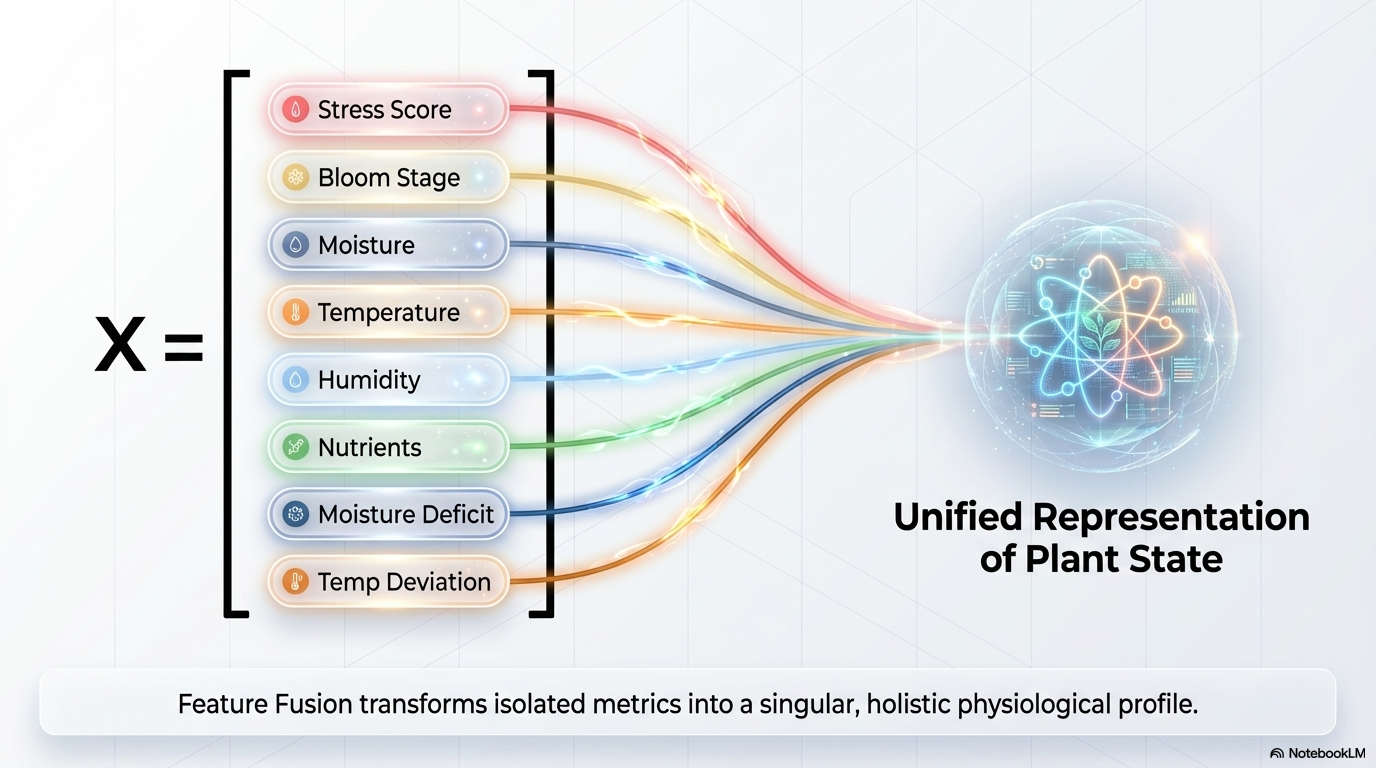 X =
Stress Score
Bloom Stage
Moisture
Temperature
Humidity
Nutrients
Moisture Deficit
Temp Deviation
Unified Representation
of Plant State
Feature Fusion transforms isolated metrics into a singular, holistic physiological profile.
NotebookLM